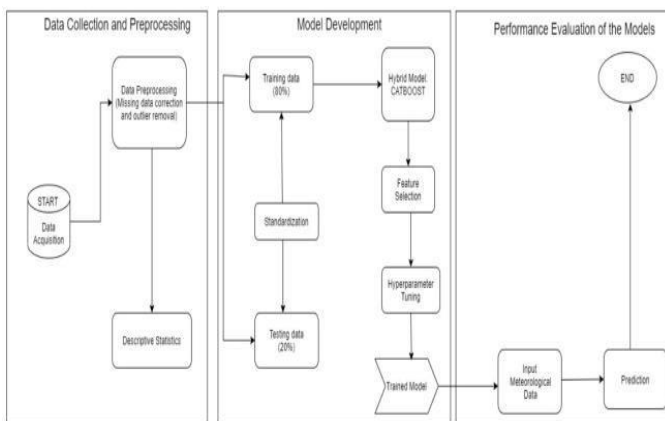 Data Collection and Preprocessing
Data Preprocessing
(Missing data correction
and outlier removal)
START
Data
Acquisition
Descriptive Statistics
Model Development
Training data
(80%)
Hybrid Model:
CATBOOST
Feature
Selection
Standardization
Hyperparameter
Tuning
Testing data
(20%)
Trained Model
Performance Evaluation of the Models
END
Input
Meteorological
Data
Prediction